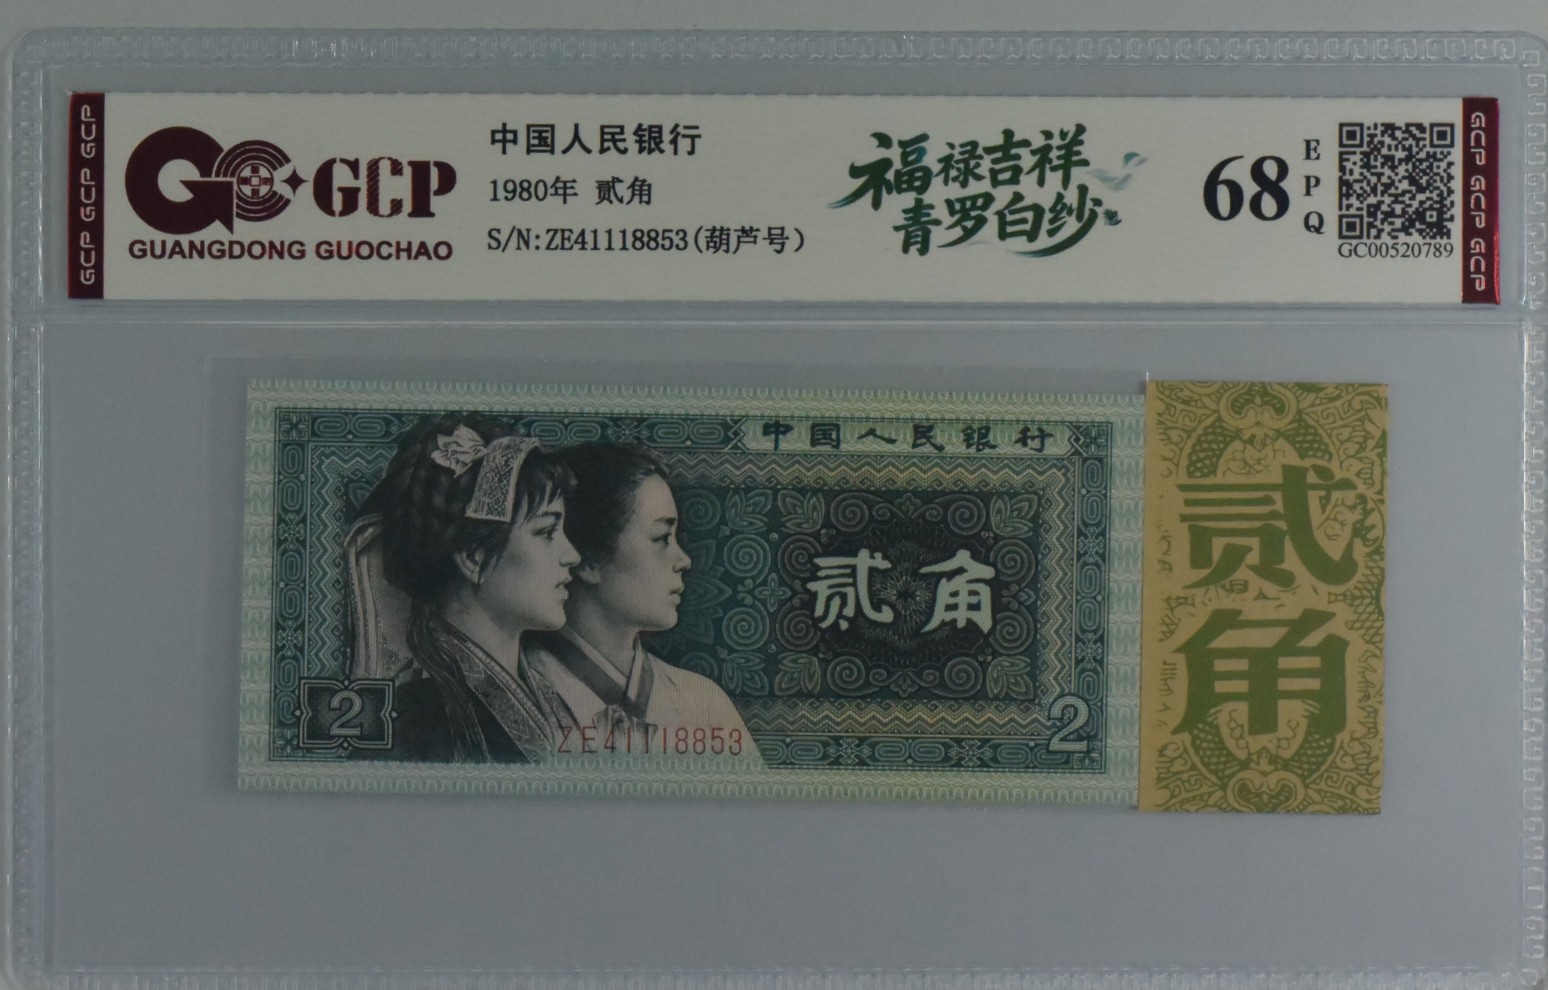 GCP GCP GCP
GCP
GUANGDONG GUOCHAO
中国人民银行
1980年 贰角
S/N:ZE41118853(葫芦号)
福禄吉祥
青罗白纱
68
EPQ
GC00520789
GCP GCP GCP
中国人民银行
贰角
2
ZE41118853
2
贰角